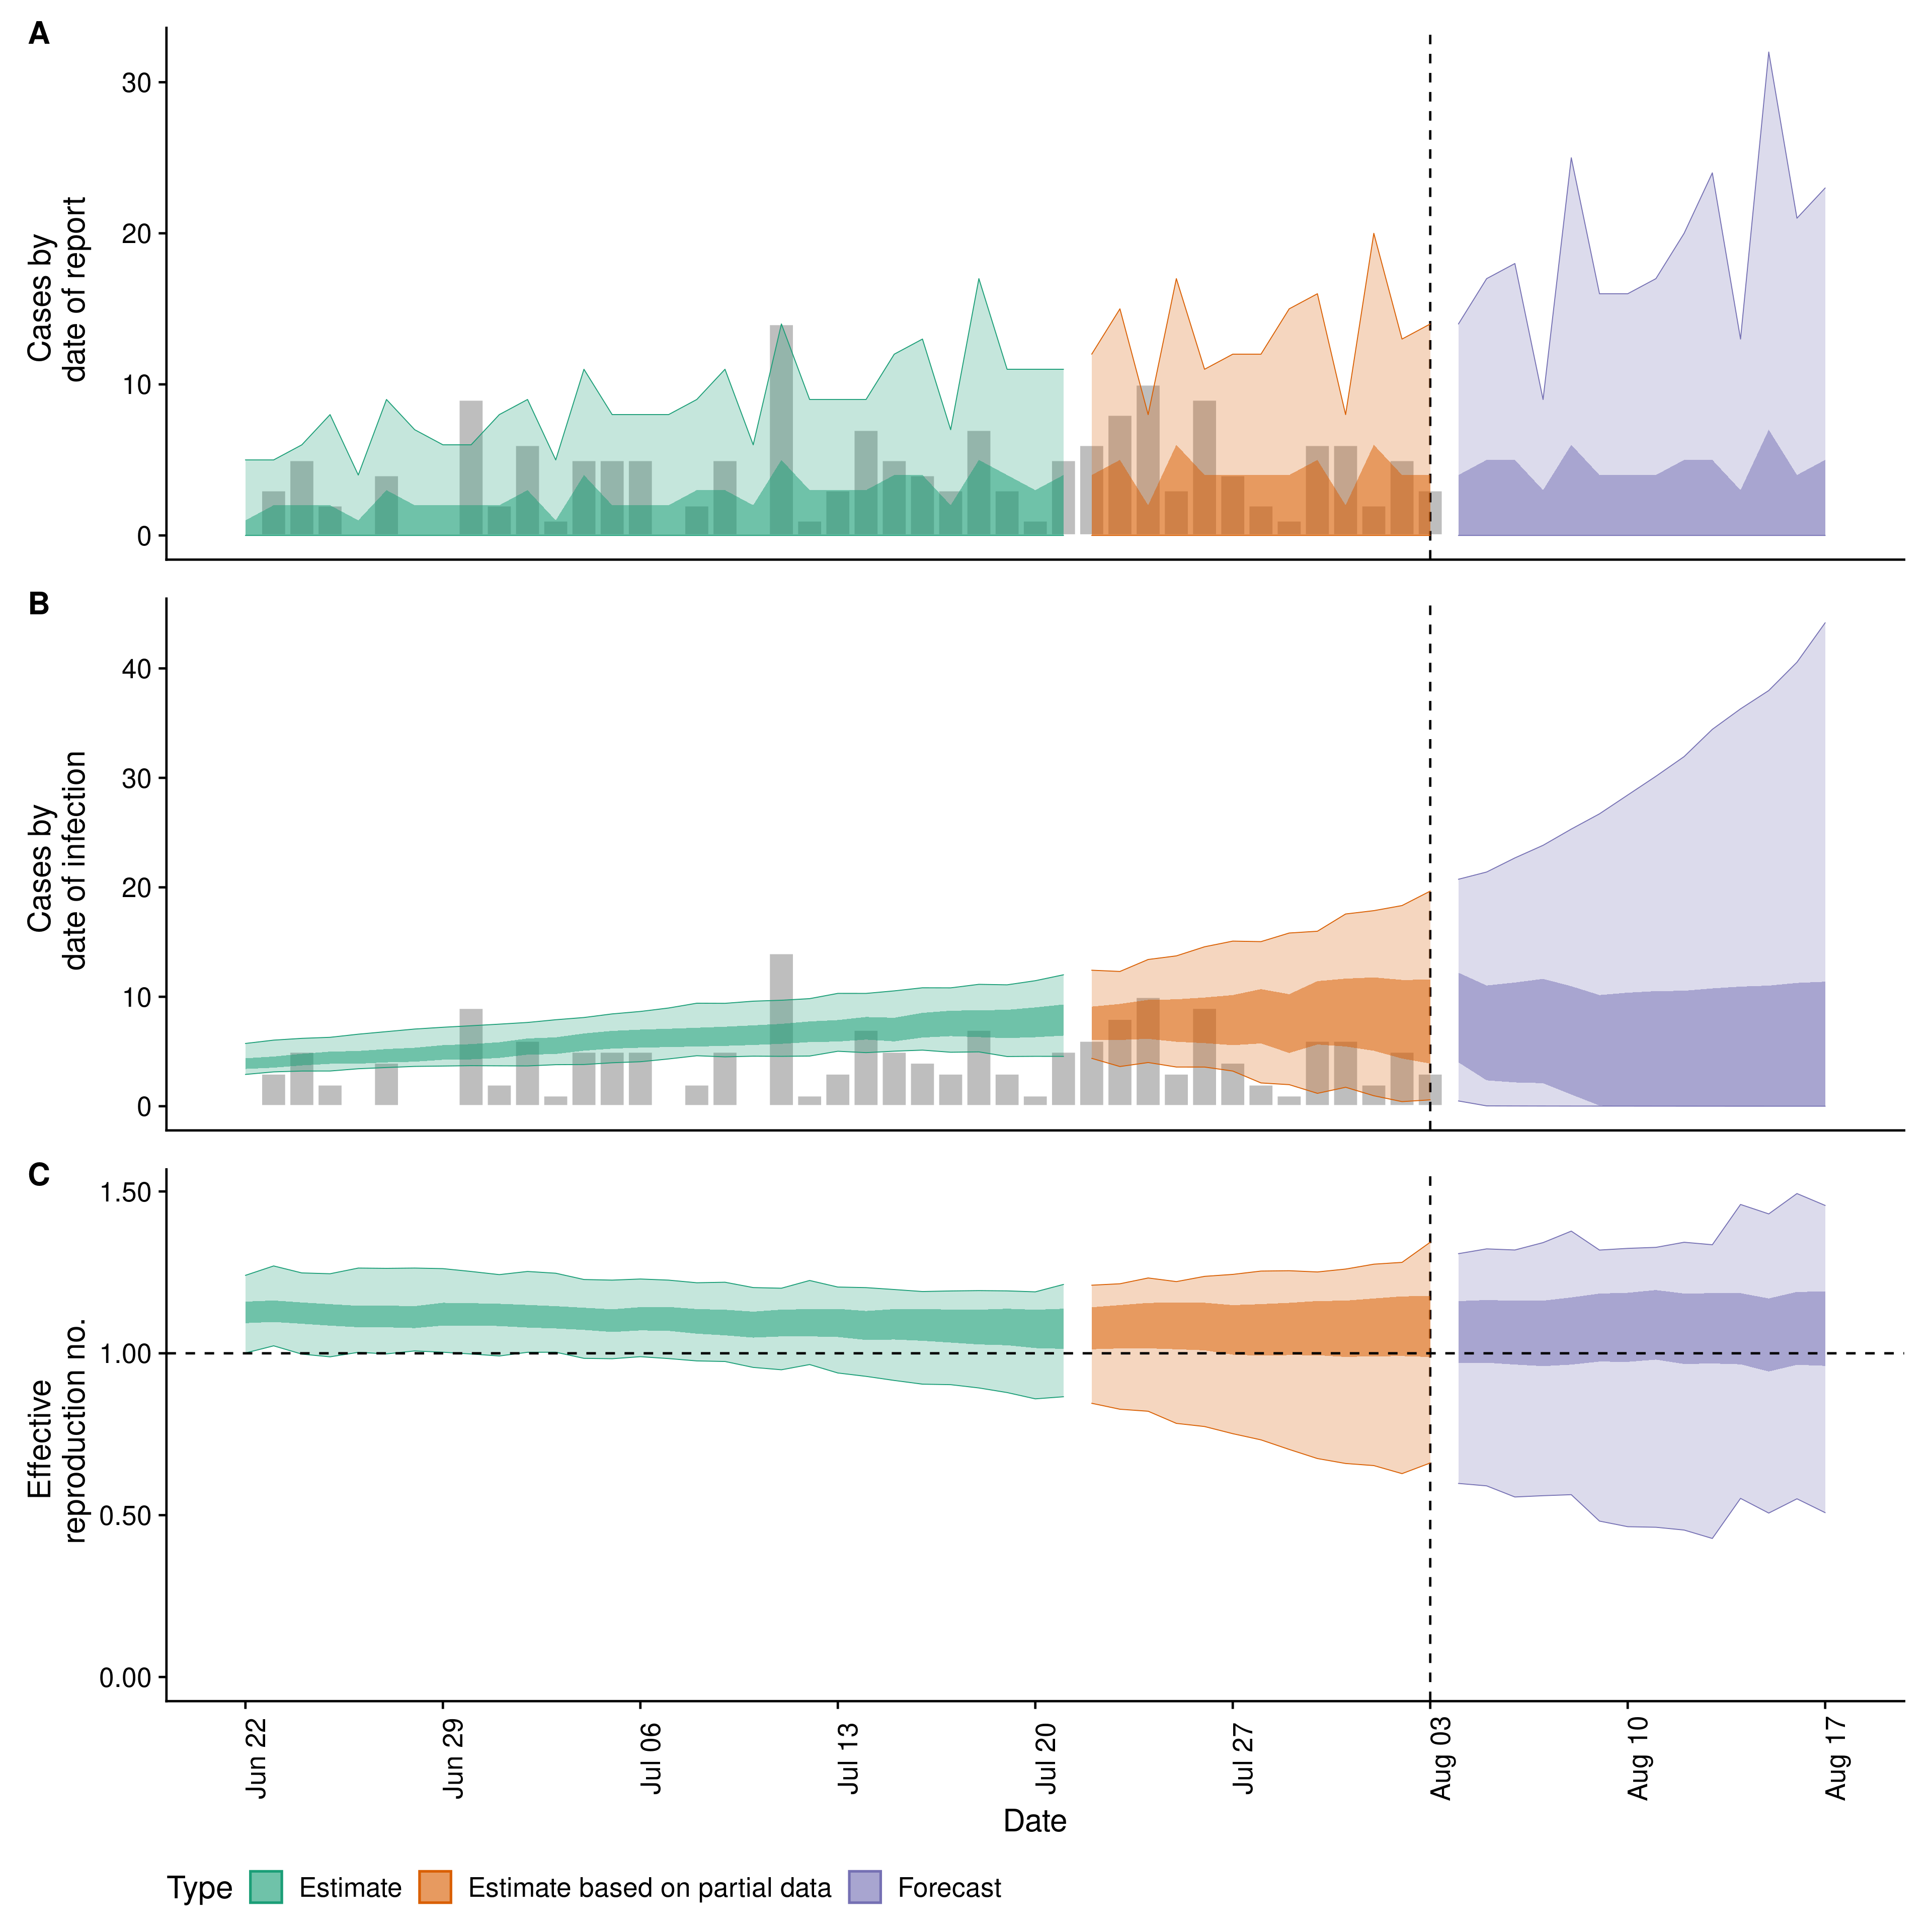 A
30
20
10
0
Cases by
date of report
B
40
30
20
10
0
Cases by
date of infection
C
1.50
1.00
0.50
0.00
Effective
reproduction no.
Jun 22
Jun 29
Jul 06
Jul 13
Jul 20
Jul 27
Aug 03
Aug 10
Aug 17
Date
Type Estimate Estimate based on partial data Forecast